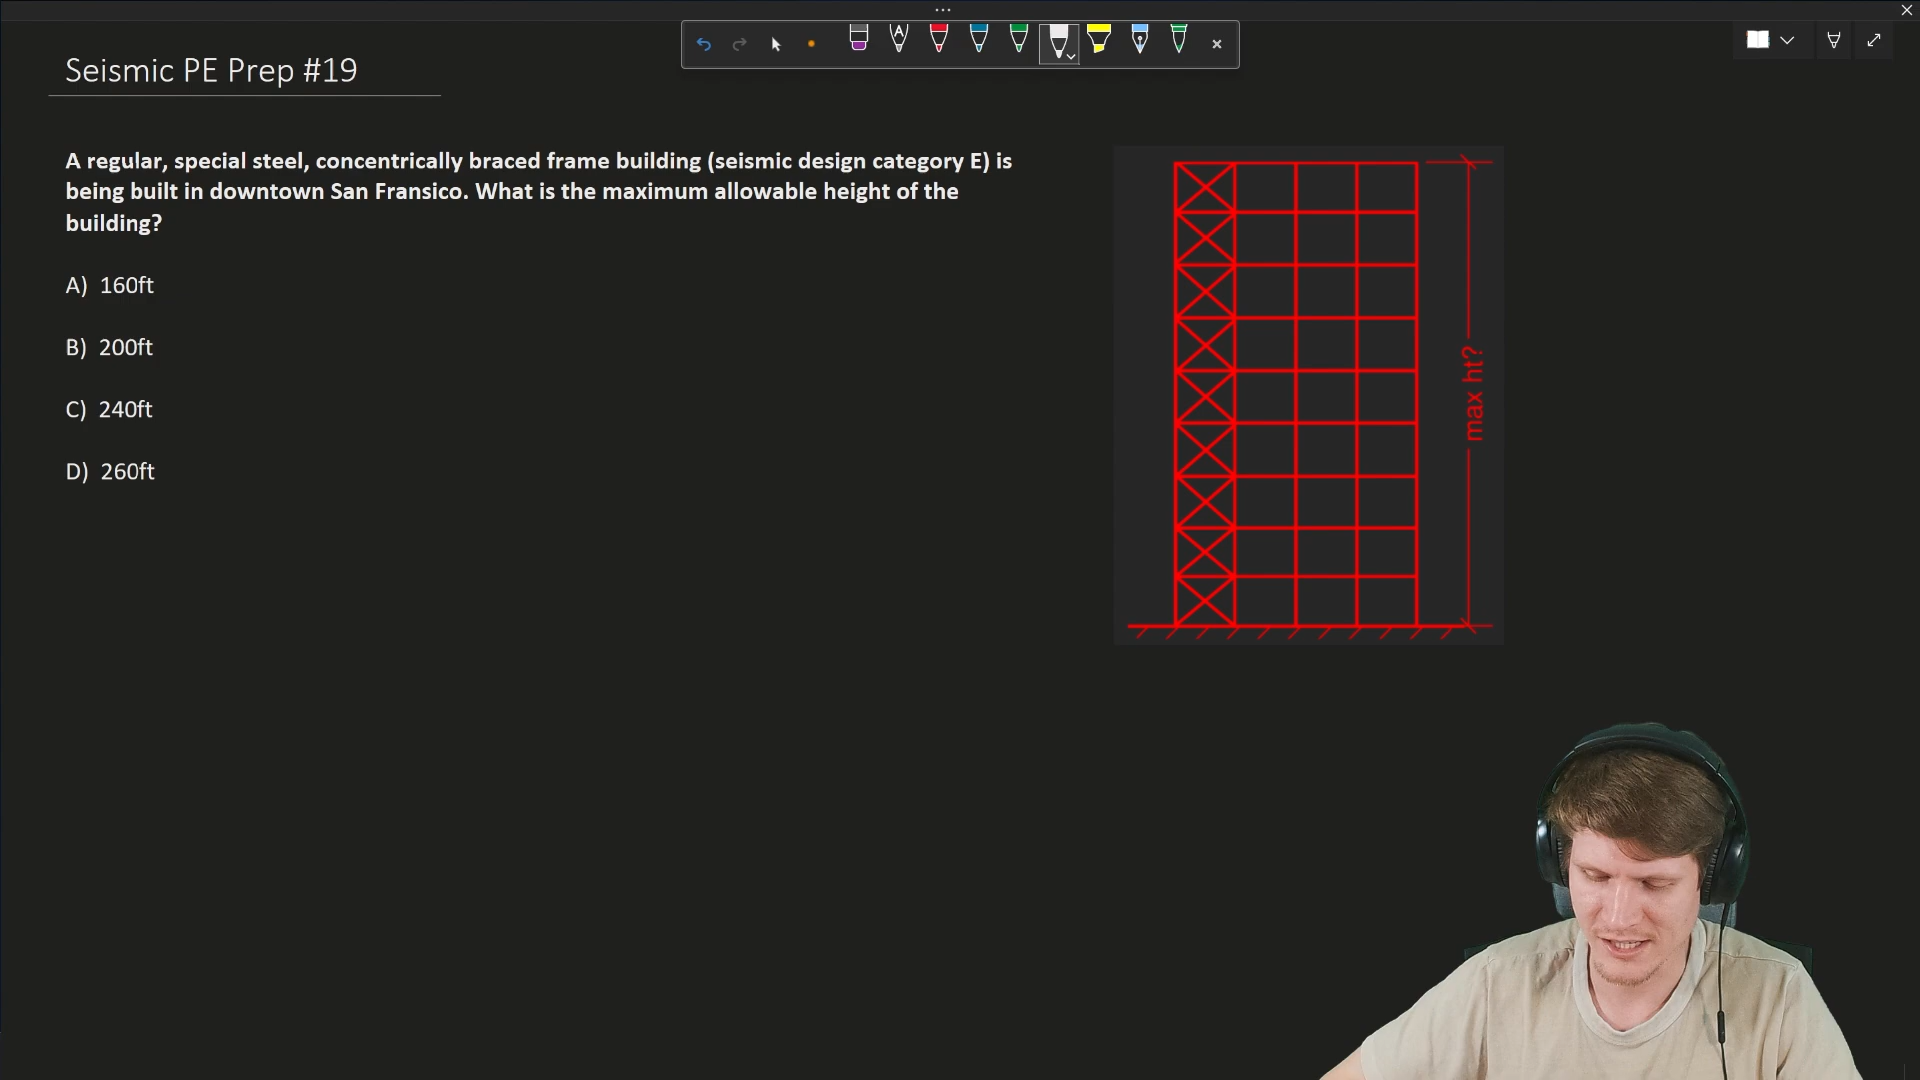 Seismic PE Prep #19
A regular, special steel, concentrically braced frame building (seismic design category E) is
being built in downtown San Fransico. What is the maximum allowable height of the
building?
A) 160ft
B) 200ft
C) 240ft
D) 260ft
max ht?